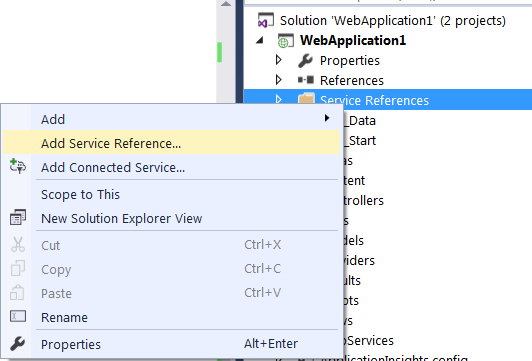 Solution 'WebApplication1' (2 projects)
WebApplication1
Properties
References
Service References
_Data
_Start
as
tent
trollers
s
dels
viders
ults
pts
vs
bServices
ApplicationInsights.config
Add
Add Service Reference...
Add Connected Service...
Scope to This
New Solution Explorer View
Cut Ctrl+X
Copy Ctrl+C
Paste Ctrl+V
Rename
Properties Alt+Enter